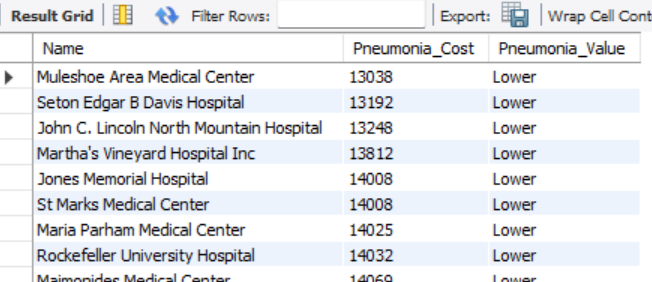 Result Grid Filter Rows: Export: Wrap Cell Cont
Name Pneumonia_Cost Pneumonia_Value
Muleshoe Area Medical Center 13038 Lower
Seton Edgar B Davis Hospital 13192 Lower
John C. Lincoln North Mountain Hospital 13248 Lower
Martha's Vineyard Hospital Inc 13812 Lower
Jones Memorial Hospital 14008 Lower
St Marks Medical Center 14008 Lower
Maria Parham Medical Center 14025 Lower
Rockefeller University Hospital 14032 Lower
Maimonides Medical Center 14069 Lower